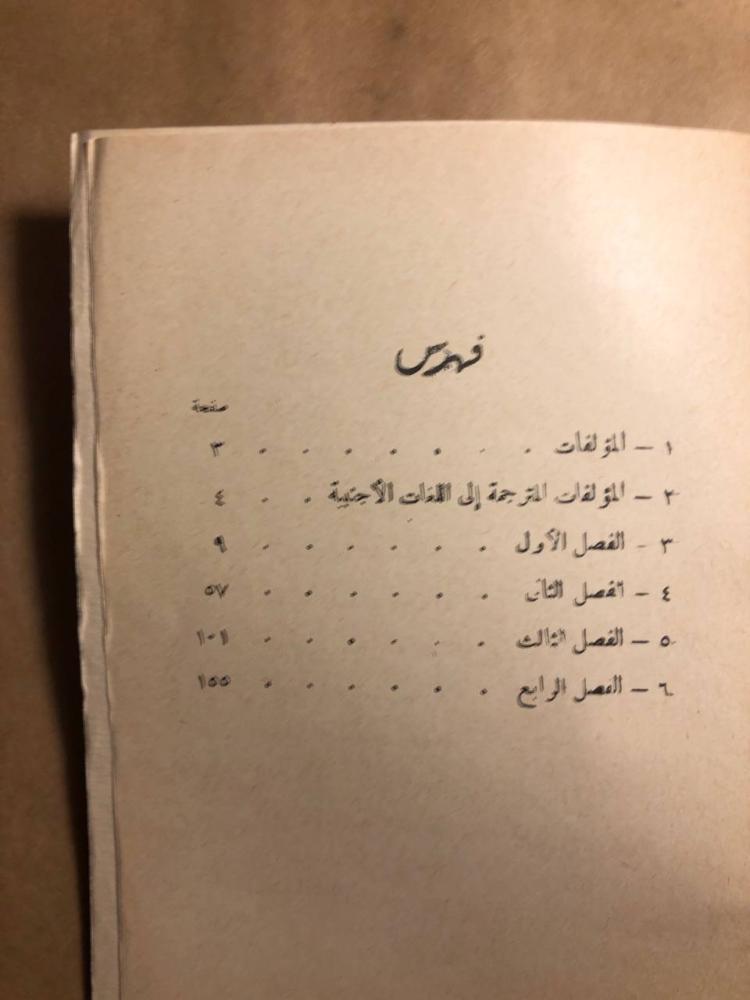 فهرس
صفحة
١ — المؤلفات . . . . . . . ٣
٢ — المؤلفات المترجمة إلى اللغات الأجنبية . . ٤
٣ - الفصل الأول . . . . . . ٩
٤ — الفصل الثانى . . . . . . ٥٧
٥ — الفصل الثالث . . . . . . ١٠١
٦ — الفصل الرابع . . . . . . ١٥٥